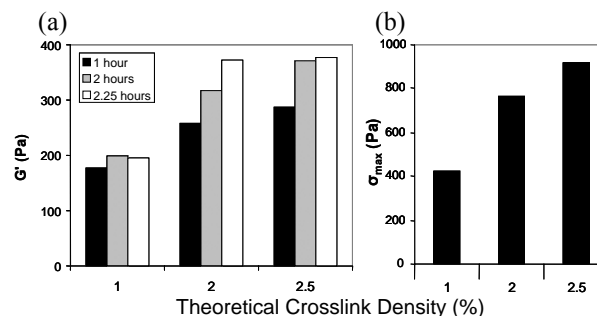 (a)
400
300
200
100
0
G' (Pa)
1 hour
2 hours
2.25 hours
1
2
2.5
(b)
1000
800
600
400
200
0
σmax (Pa)
1
2
2.5
Theoretical Crosslink Density (%)